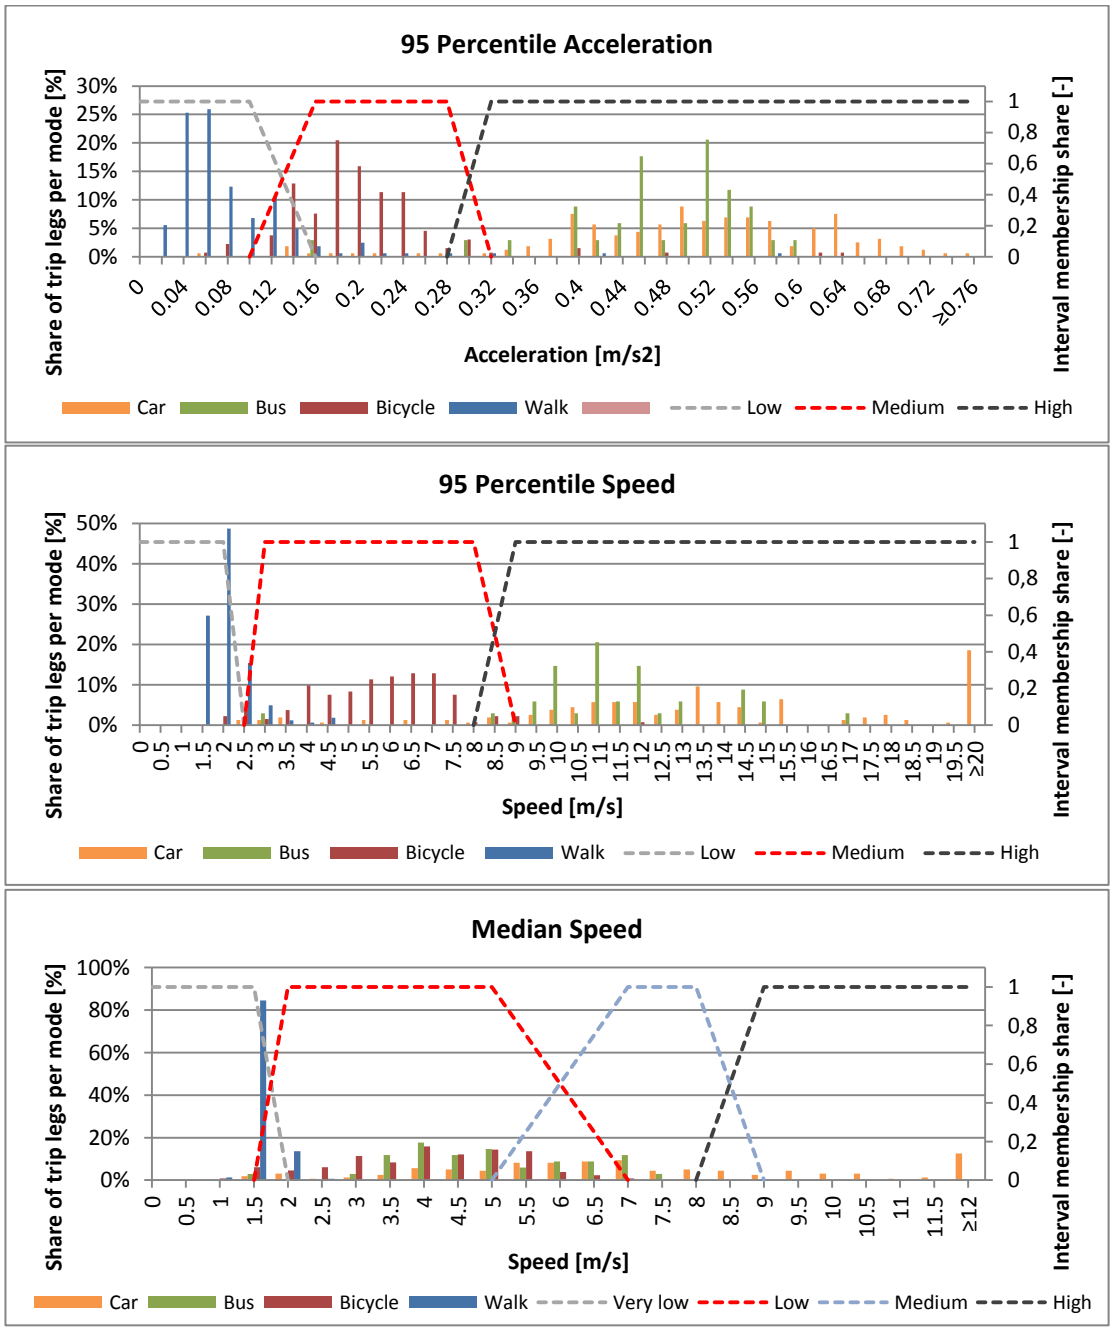 95 Percentile Acceleration
Share of trip legs per mode [%]
30%
25%
20%
15%
10%
5%
0%
1
0,8
0,6
0,4
0,2
0
Interval membership share [-]
0 0.04 0.08 0.12 0.16 0.2 0.24 0.28 0.32 0.36 0.4 0.44 0.48 0.52 0.56 0.6 0.64 0.68 0.72 ≥0.76
Acceleration [m/s2]
Car Bus Bicycle Walk Low Medium High
95 Percentile Speed
Share of trip legs per mode [%]
50%
40%
30%
20%
10%
0%
1
0,8
0,6
0,4
0,2
0
Interval membership share [-]
0 0.5 1 1.5 2 2.5 3 3.5 4 4.5 5 5.5 6 6.5 7 7.5 8 8.5 9 9.5 10 10.5 11 11.5 12 12.5 13 13.5 14 14.5 15 15.5 16 16.5 17 17.5 18 18.5 19 19.5 ≥20
Speed [m/s]
Car Bus Bicycle Walk Low Medium High
Median Speed
Share of trip legs per mode [%]
100%
80%
60%
40%
20%
0%
1
0,8
0,6
0,4
0,2
0
Interval membership share [-]
0 0.5 1 1.5 2 2.5 3 3.5 4 4.5 5 5.5 6 6.5 7 7.5 8 8.5 9 9.5 10 10.5 11 11.5 ≥12
Speed [m/s]
Car Bus Bicycle Walk Very low Low Medium High